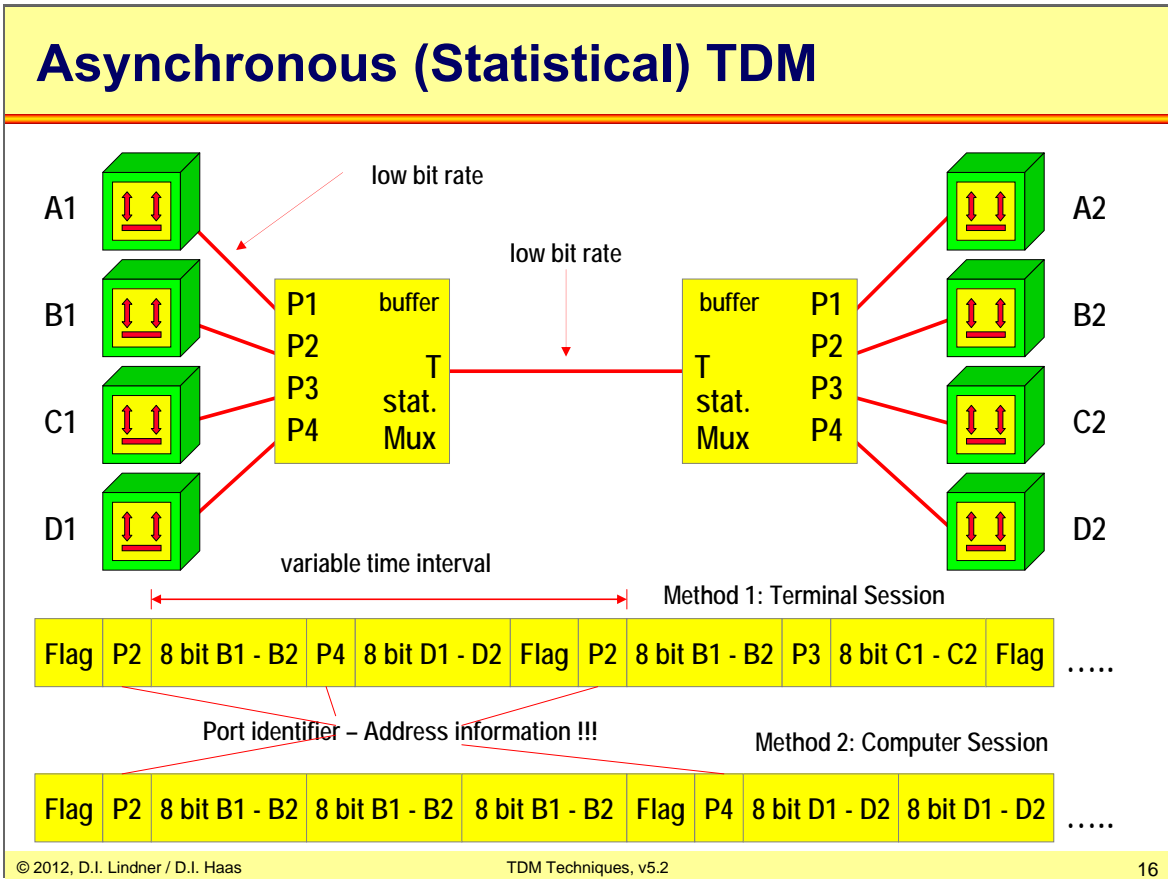 Asynchronous (Statistical) TDM
low bit rate
A1
A2
low bit rate
B1
P1 buffer
buffer P1
B2
P2
P2
T
T
P3
stat.
stat.
P3
C1
P4
Mux
Mux
P4
C2
D1
D2
variable time interval
Method 1: Terminal Session
Flag P2 8 bit B1 - B2 P4 8 bit D1 - D2 Flag P2 8 bit B1 - B2 P3 8 bit C1 - C2 Flag …..
Port identifier – Address information !!!
Method 2: Computer Session
Flag P2 8 bit B1 - B2 8 bit B1 - B2 8 bit B1 - B2 Flag P4 8 bit D1 - D2 8 bit D1 - D2 …..
© 2012, D.I. Lindner / D.I. Haas TDM Techniques, v5.2 16